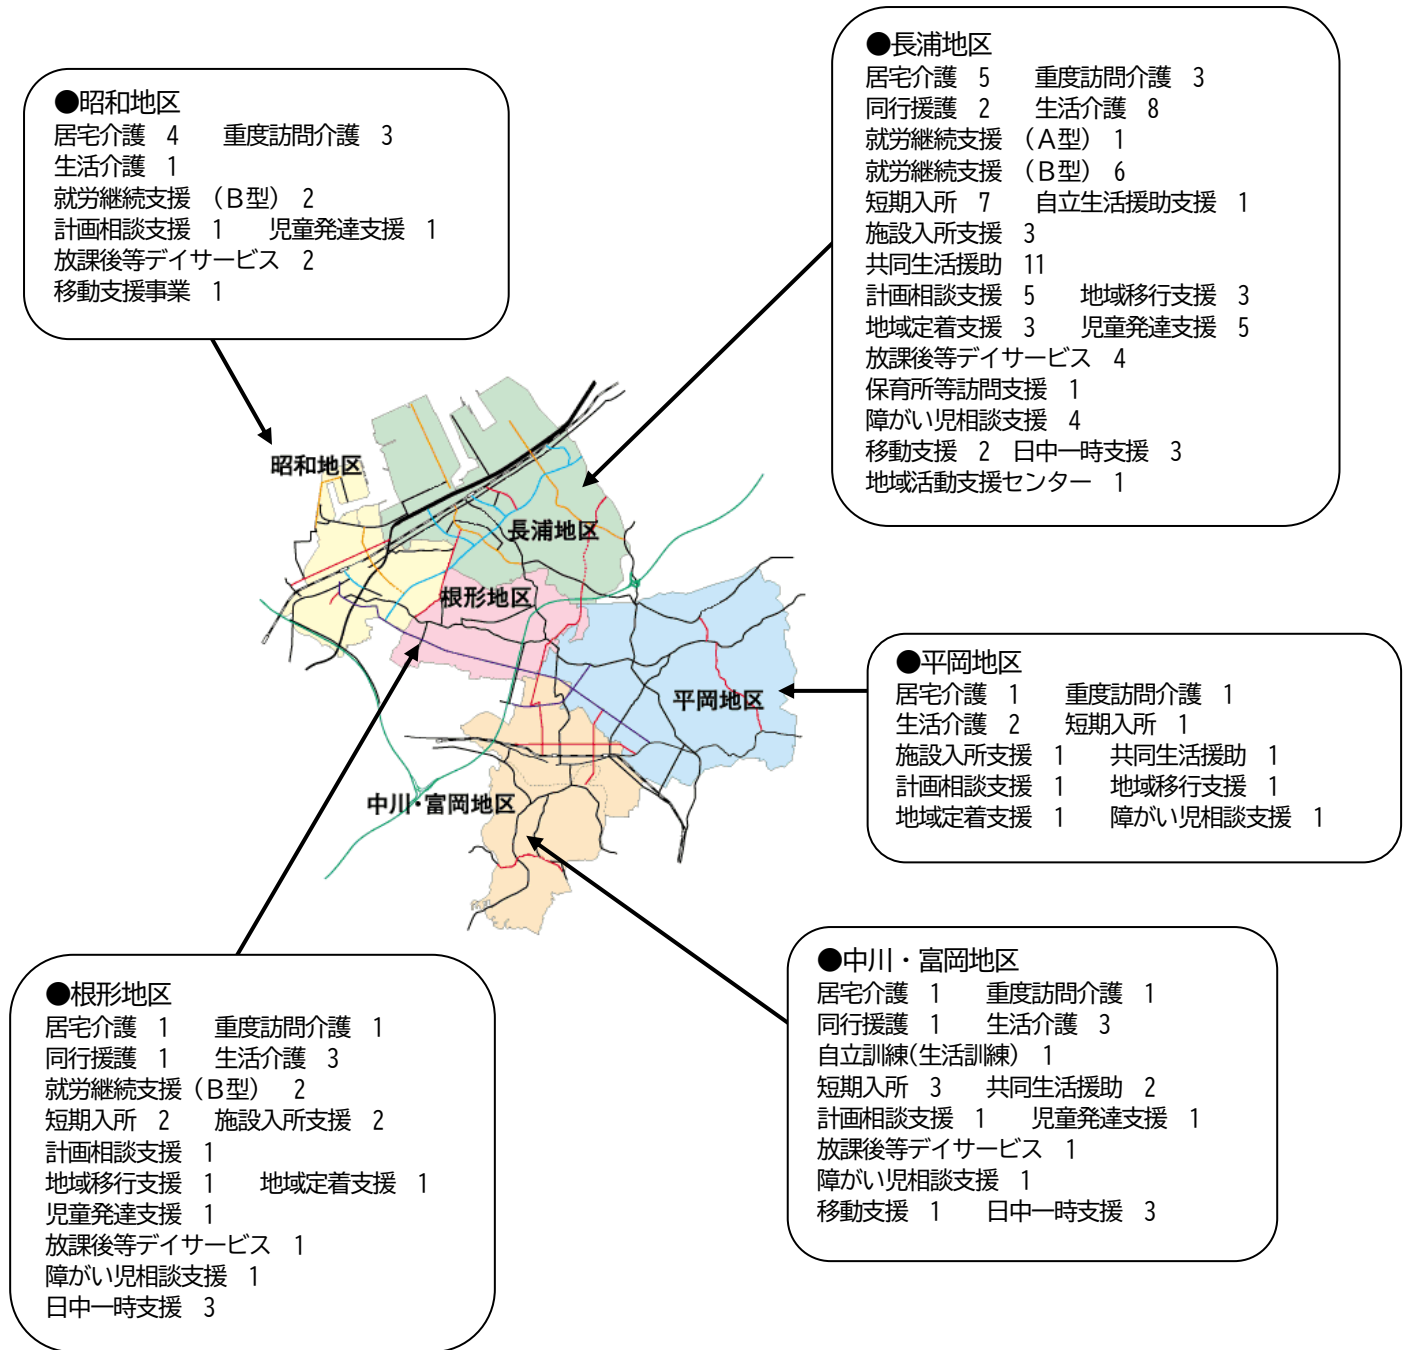 ●昭和地区
居宅介護 4 重度訪問介護 3
生活介護 1
就労継続支援 (B型) 2
計画相談支援 1 児童発達支援 1
放課後等デイサービス 2
移動支援事業 1
●長浦地区
居宅介護 5 重度訪問介護 3
同行援護 2 生活介護 8
就労継続支援 (A型) 1
就労継続支援 (B型) 6
短期入所 7 自立生活援助支援 1
施設入所支援 3
共同生活援助 11
計画相談支援 5 地域移行支援 3
地域定着支援 3 児童発達支援 5
放課後等デイサービス 4
保育所等訪問支援 1
障がい児相談支援 4
移動支援 2 日中一時支援 3
地域活動支援センター 1
昭和地区
長浦地区
根形地区
平岡地区
中川・富岡地区
●平岡地区
居宅介護 1 重度訪問介護 1
生活介護 2 短期入所 1
施設入所支援 1 共同生活援助 1
計画相談支援 1 地域移行支援 1
地域定着支援 1 障がい児相談支援 1
●根形地区
居宅介護 1 重度訪問介護 1
同行援護 1 生活介護 3
就労継続支援(B型) 2
短期入所 2 施設入所支援 2
計画相談支援 1
地域移行支援 1 地域定着支援 1
児童発達支援 1
放課後等デイサービス 1
障がい児相談支援 1
日中一時支援 3
●中川・富岡地区
居宅介護 1 重度訪問介護 1
同行援護 1 生活介護 3
自立訓練(生活訓練) 1
短期入所 3 共同生活援助 2
計画相談支援 1 児童発達支援 1
放課後等デイサービス 1
障がい児相談支援 1
移動支援 1 日中一時支援 3